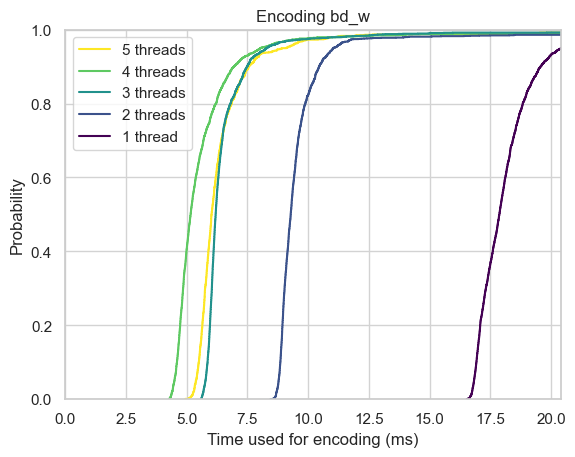 Encoding bd_w
5 threads
4 threads
3 threads
2 threads
1 thread
Probability
1.0
0.8
0.6
0.4
0.2
0.0
0.0 2.5 5.0 7.5 10.0 12.5 15.0 17.5 20.0
Time used for encoding (ms)